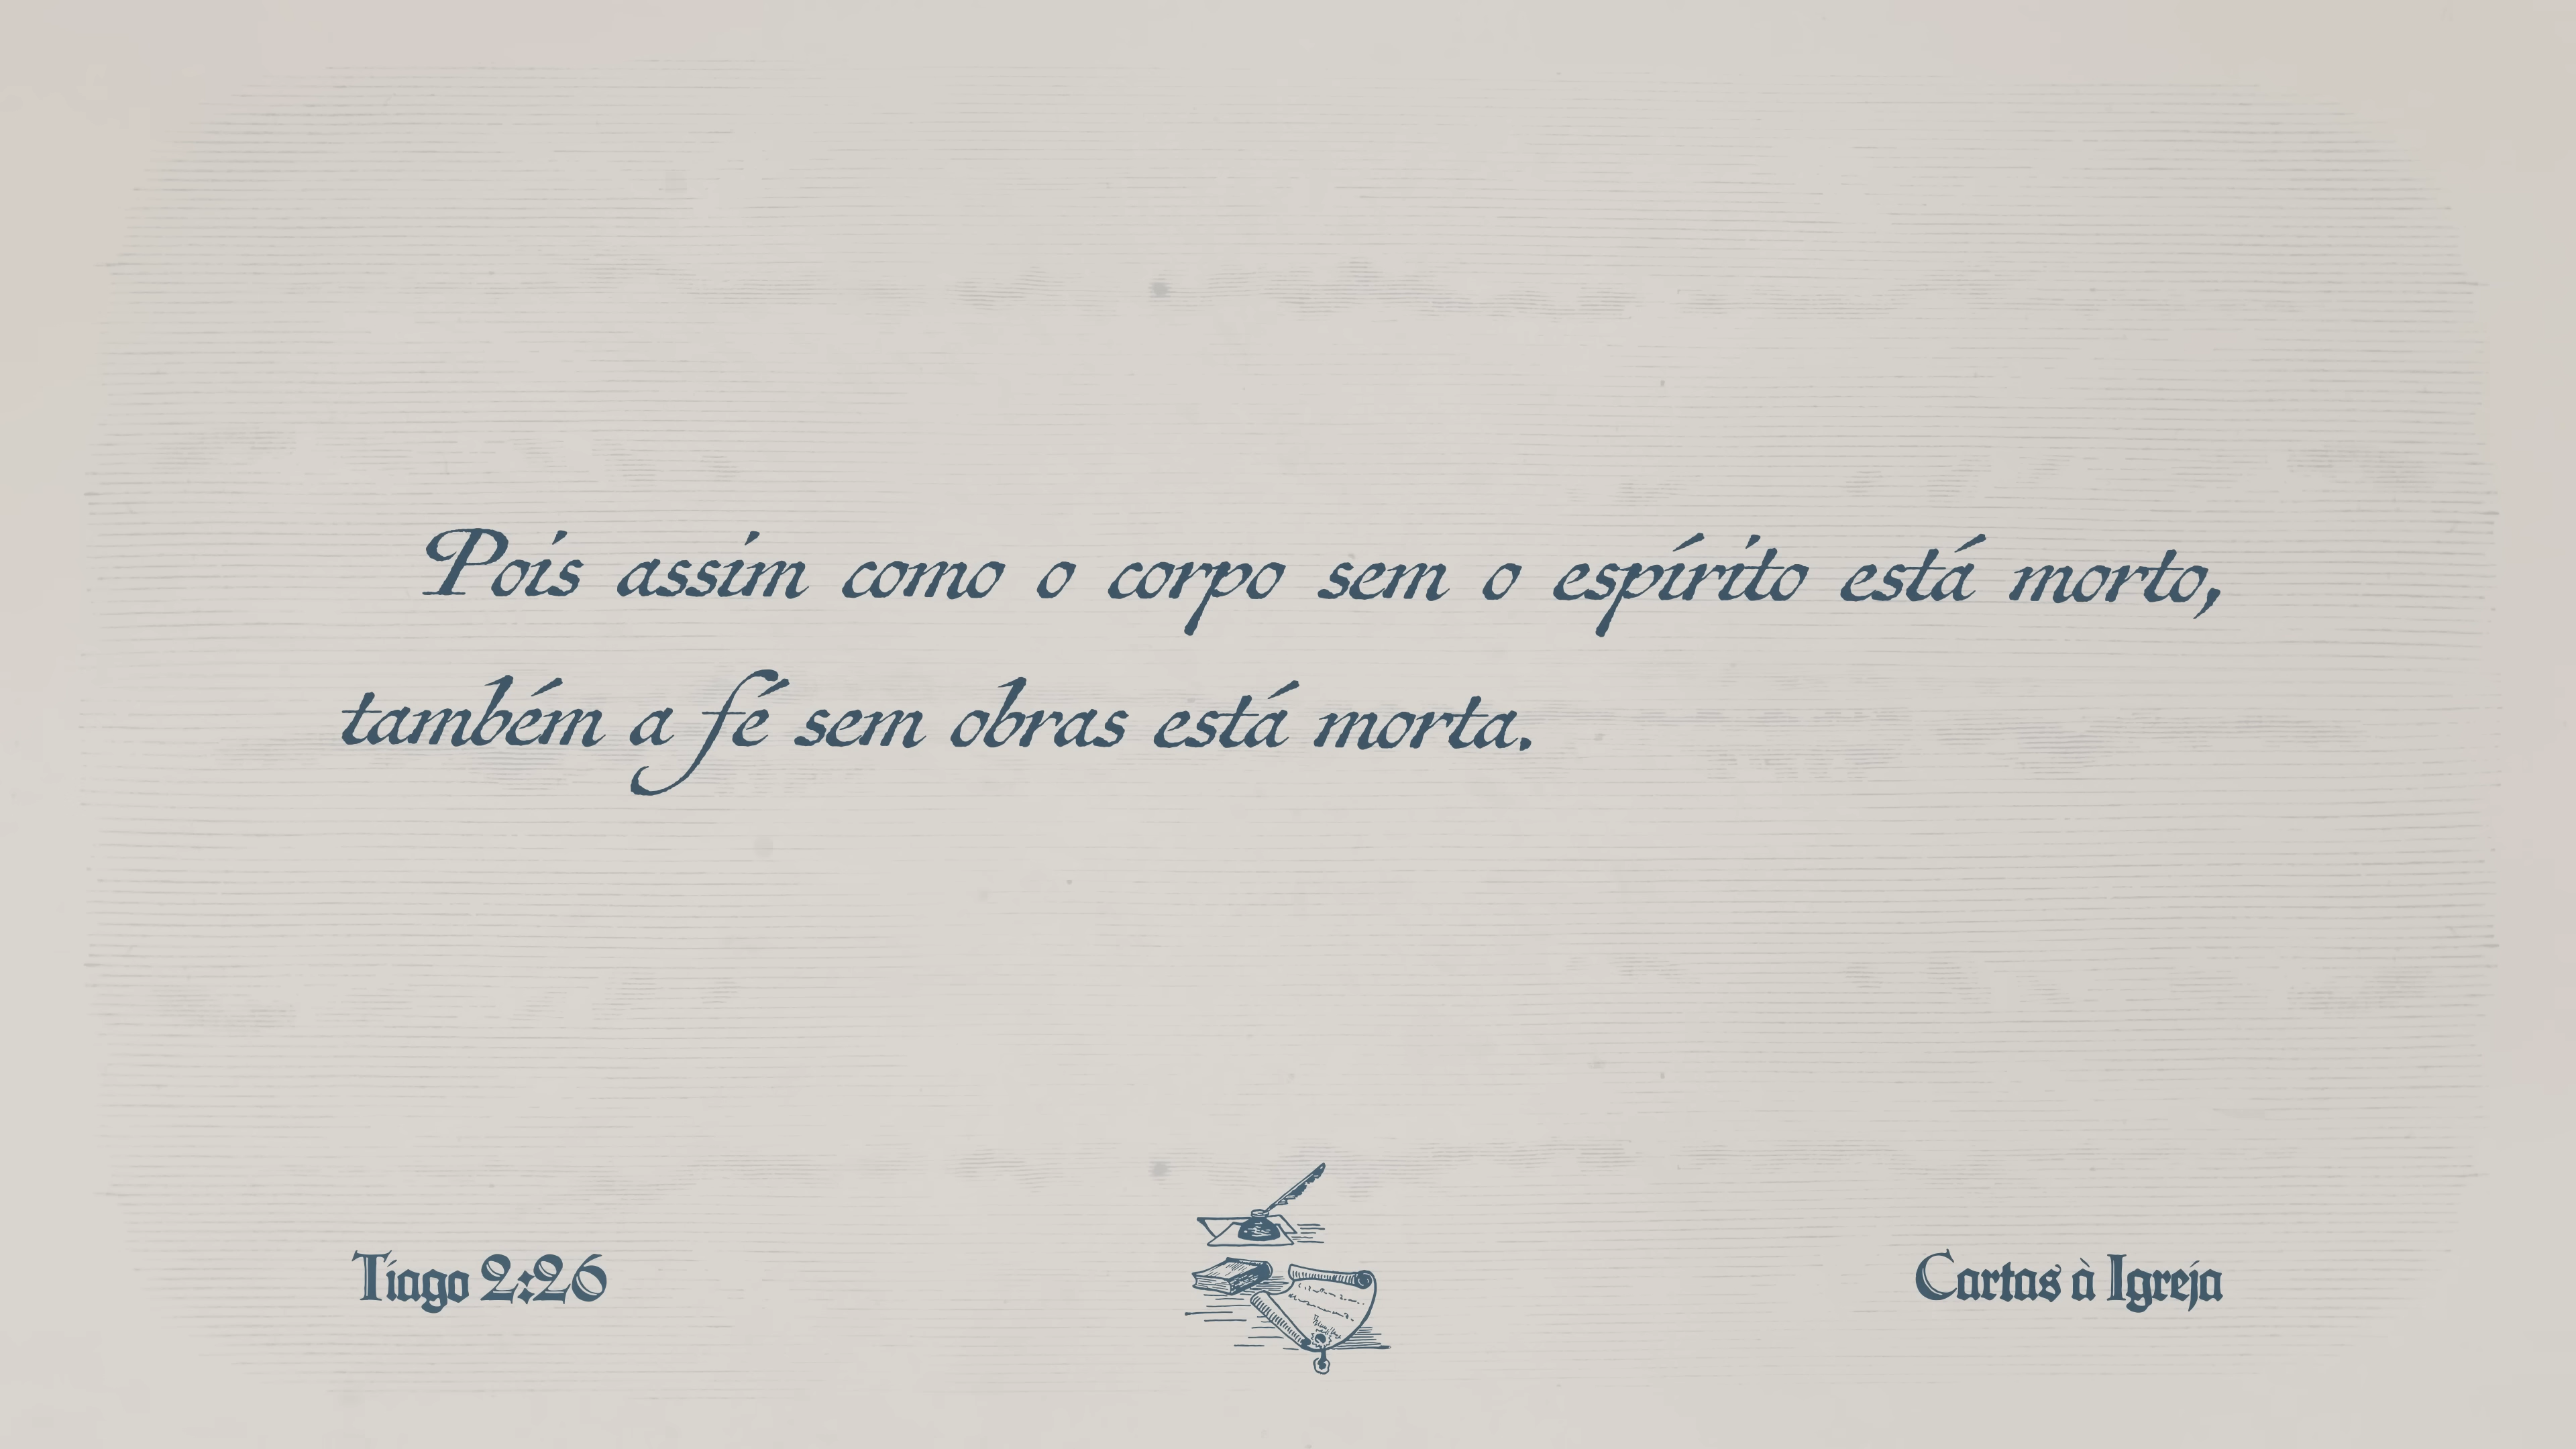 Pois assim como o corpo sem o espírito está morto,
também a fé sem obras está morta.
Tiago 2:26
Cartas à Igreja